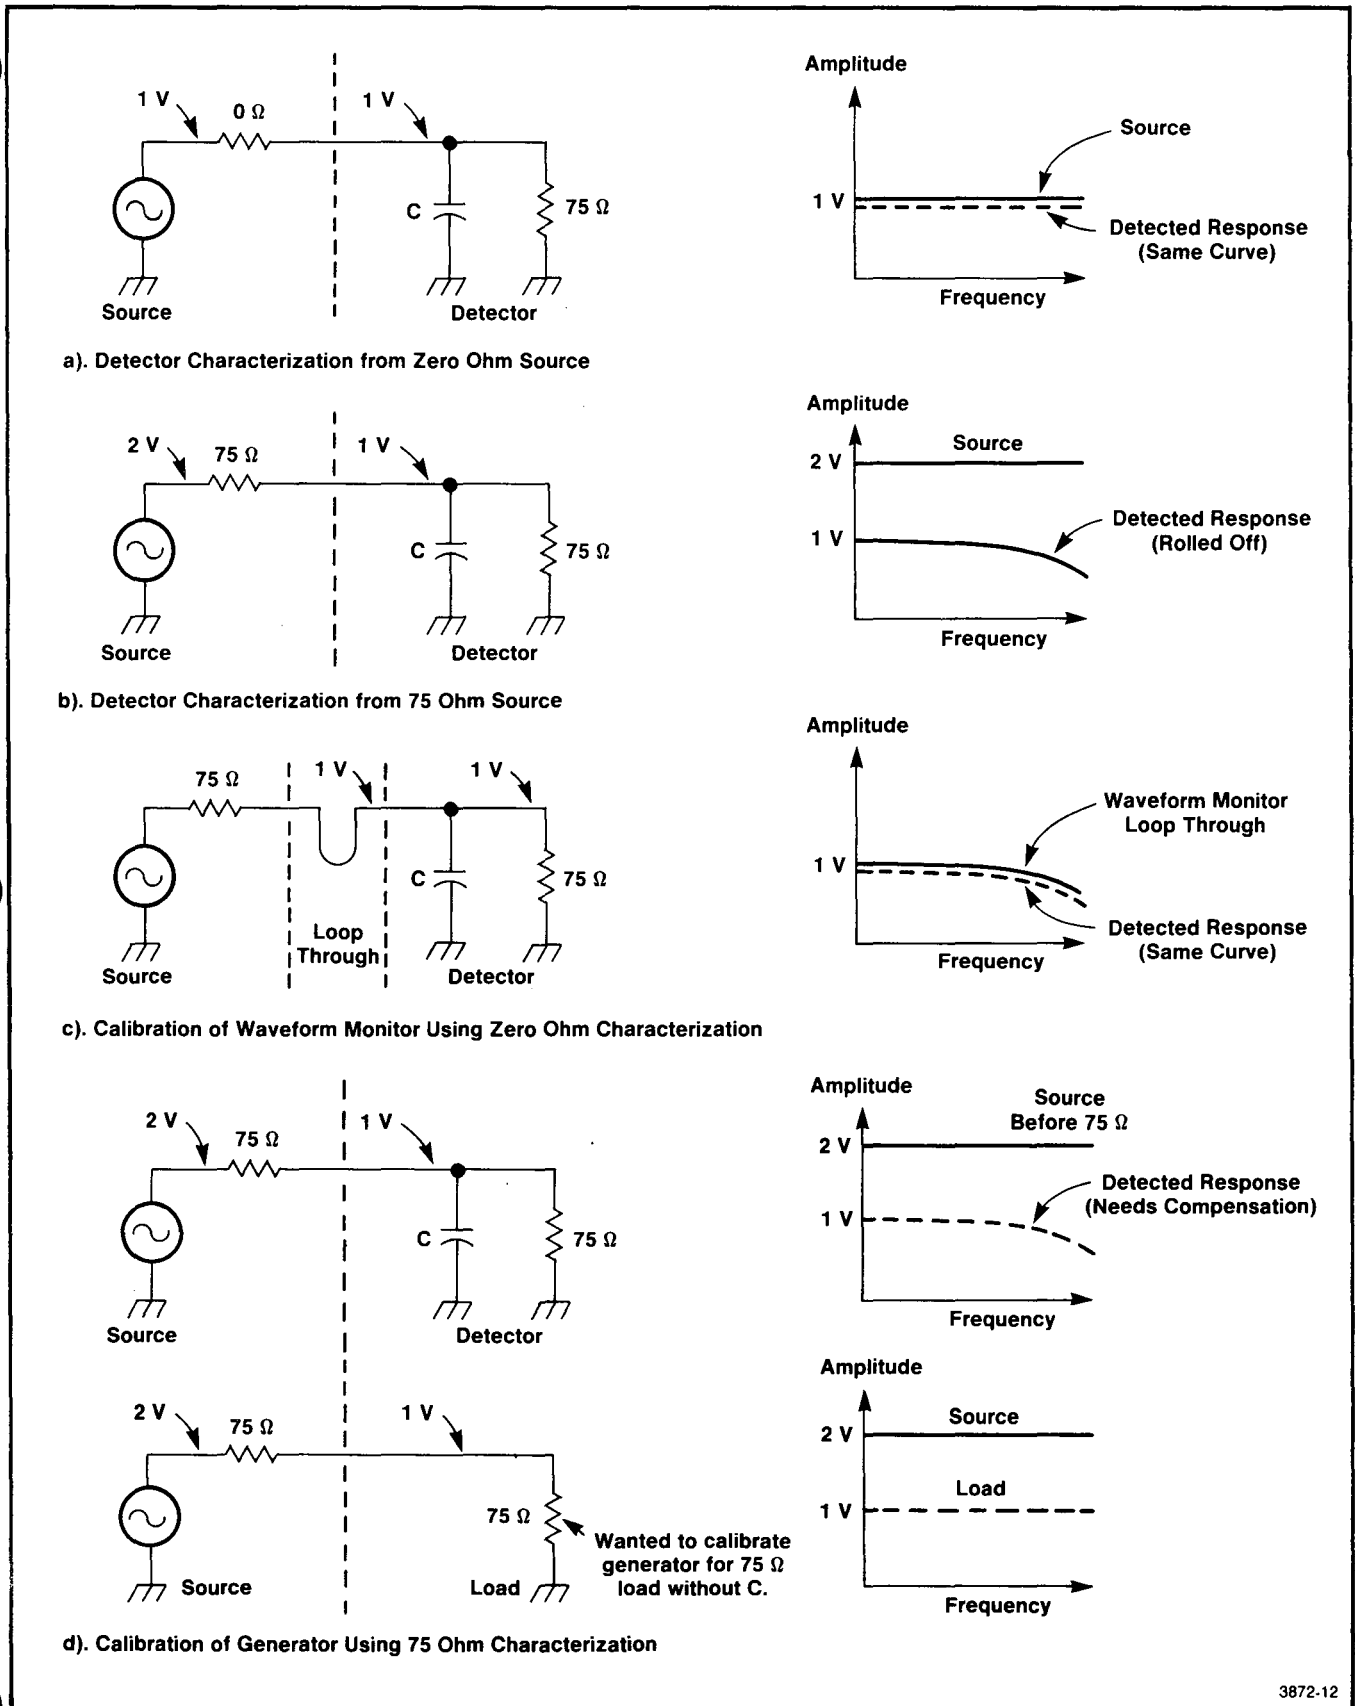 1 V
0 Ω
1 V
C
75 Ω
Source
Detector
Amplitude
1 V
Source
Detected Response
(Same Curve)
Frequency
a). Detector Characterization from Zero Ohm Source
2 V
75 Ω
1 V
C
75 Ω
Source
Detector
Amplitude
2 V
Source
1 V
Detected Response
(Rolled Off)
Frequency
b). Detector Characterization from 75 Ohm Source
75 Ω
1 V
1 V
C
75 Ω
Loop
Through
Source
Detector
Amplitude
1 V
Waveform Monitor
Loop Through
Detected Response
(Same Curve)
Frequency
c). Calibration of Waveform Monitor Using Zero Ohm Characterization
2 V
75 Ω
1 V
C
75 Ω
Source
Detector
Amplitude
Source
Before 75 Ω
2 V
Detected Response
(Needs Compensation)
1 V
Frequency
2 V
75 Ω
1 V
75 Ω
Wanted to calibrate
generator for 75 Ω
load without C.
Source
Load
Amplitude
2 V
Source
Load
1 V
Frequency
d). Calibration of Generator Using 75 Ohm Characterization
3872-12